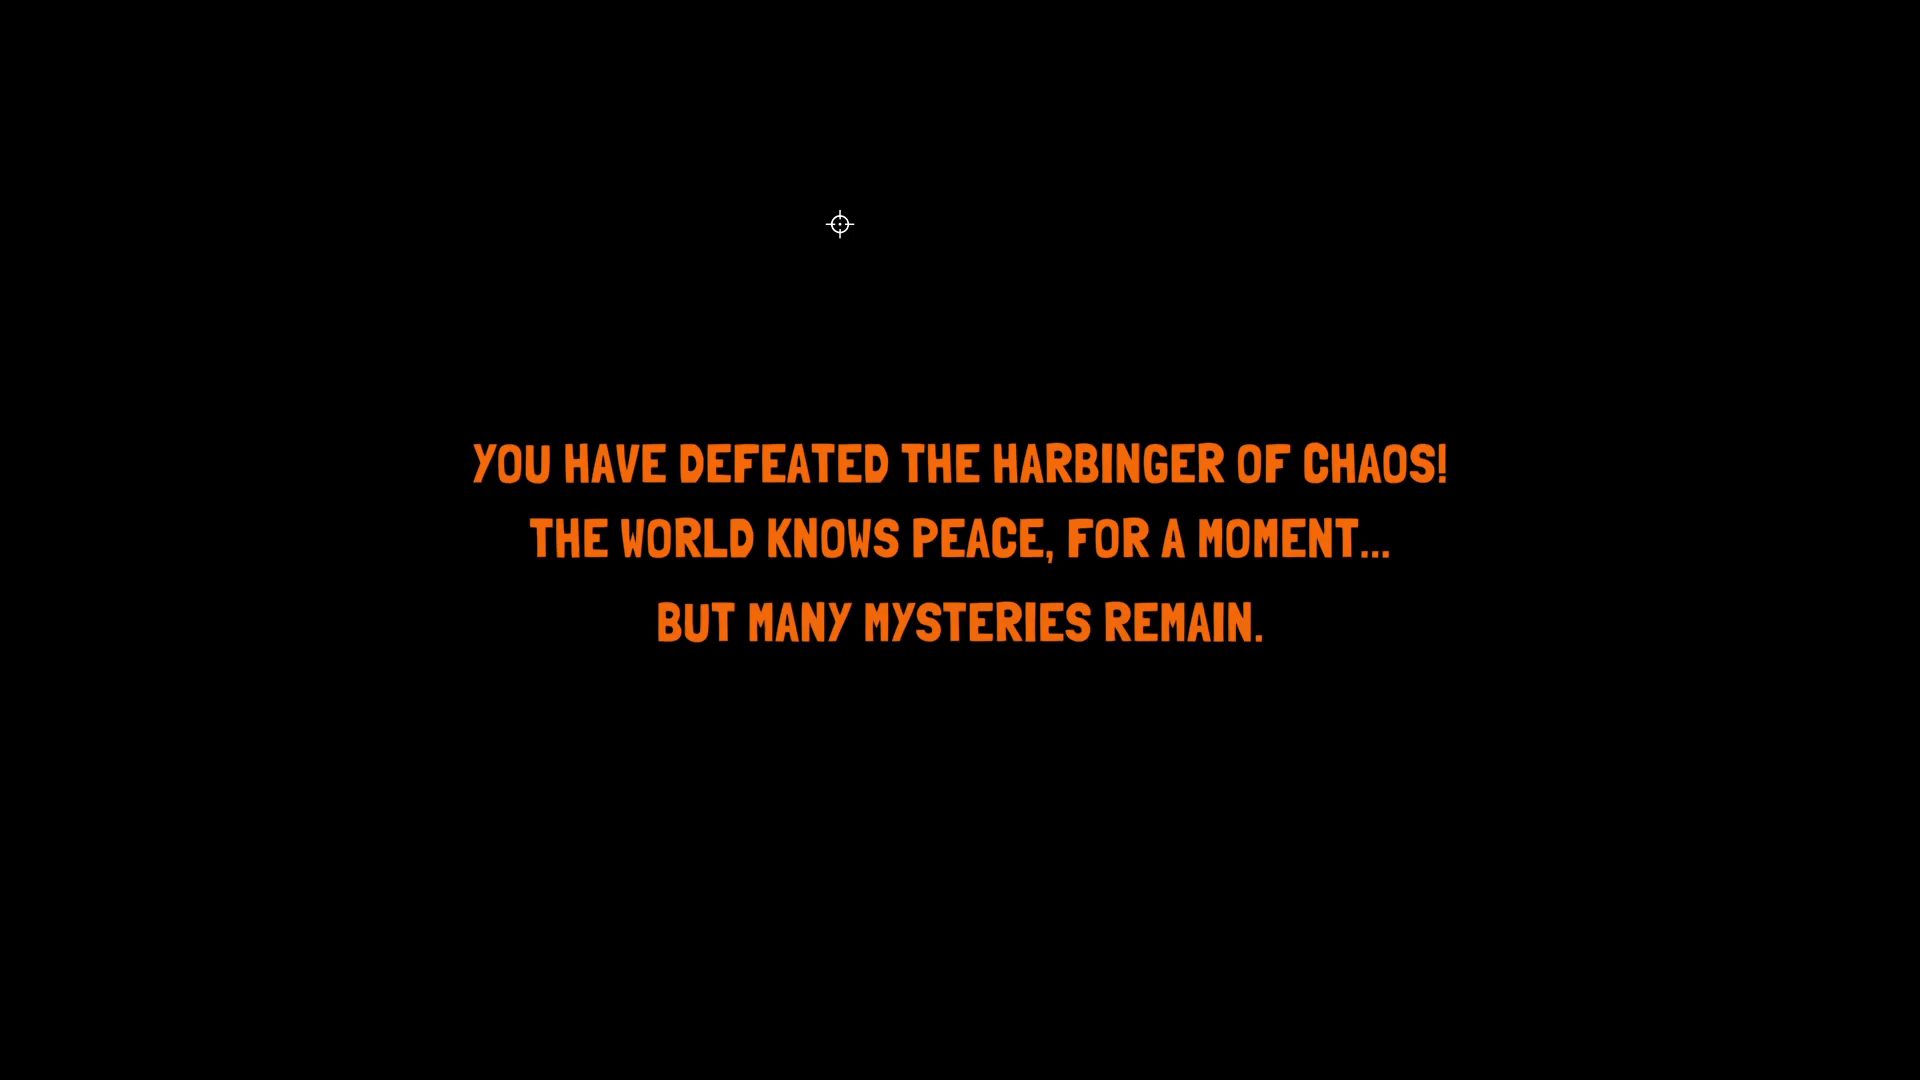 YOU HAVE DEFEATED THE HARBINGER OF CHAOS!
THE WORLD KNOWS PEACE, FOR A MOMENT...
BUT MANY MYSTERIES REMAIN.